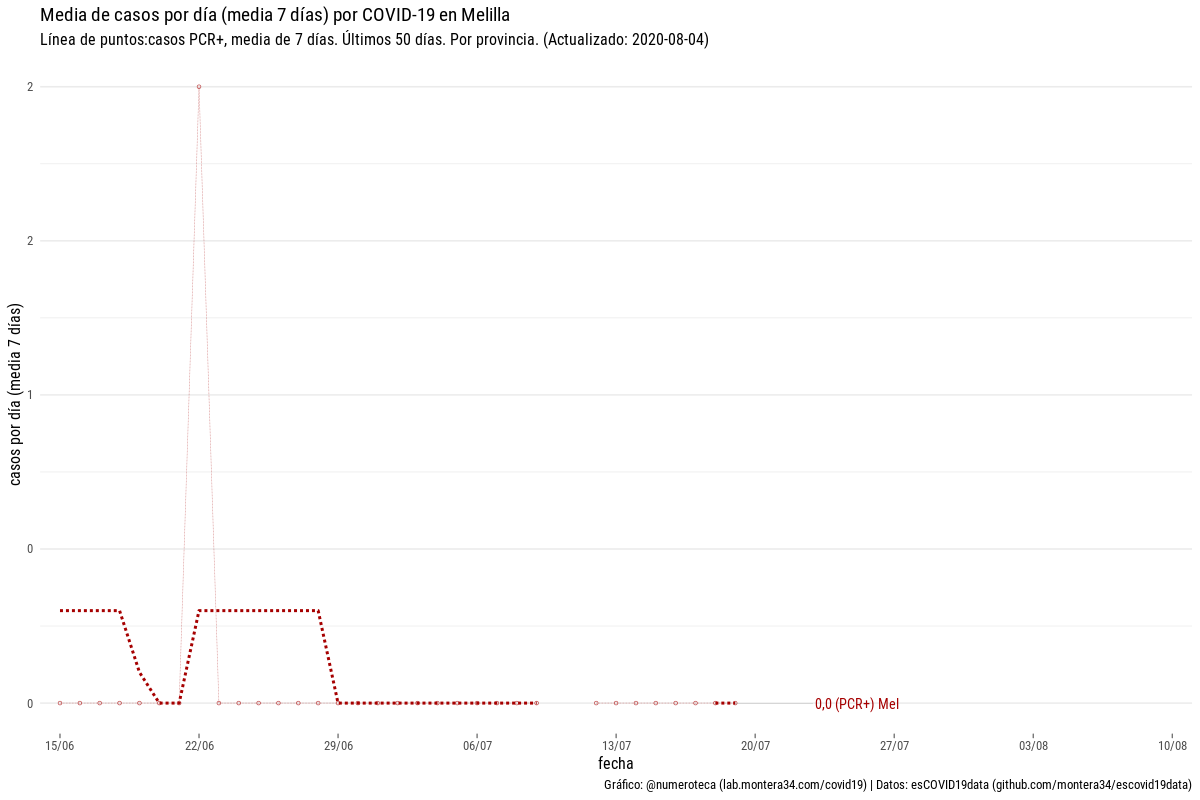 Media de casos por día (media 7 días) por COVID-19 en Melilla
Línea de puntos:casos PCR+, media de 7 días. Últimos 50 días. Por provincia. (Actualizado: 2020-08-04)
casos por día (media 7 días)
2
2
1
0
0
0,0 (PCR+) Mel
15/06 22/06 29/06 06/07 13/07 20/07 27/07 03/08 10/08
fecha
Gráfico: @numeroteca (lab.montera34.com/covid19) | Datos: esCOVID19data (github.com/montera34/escovid19data)